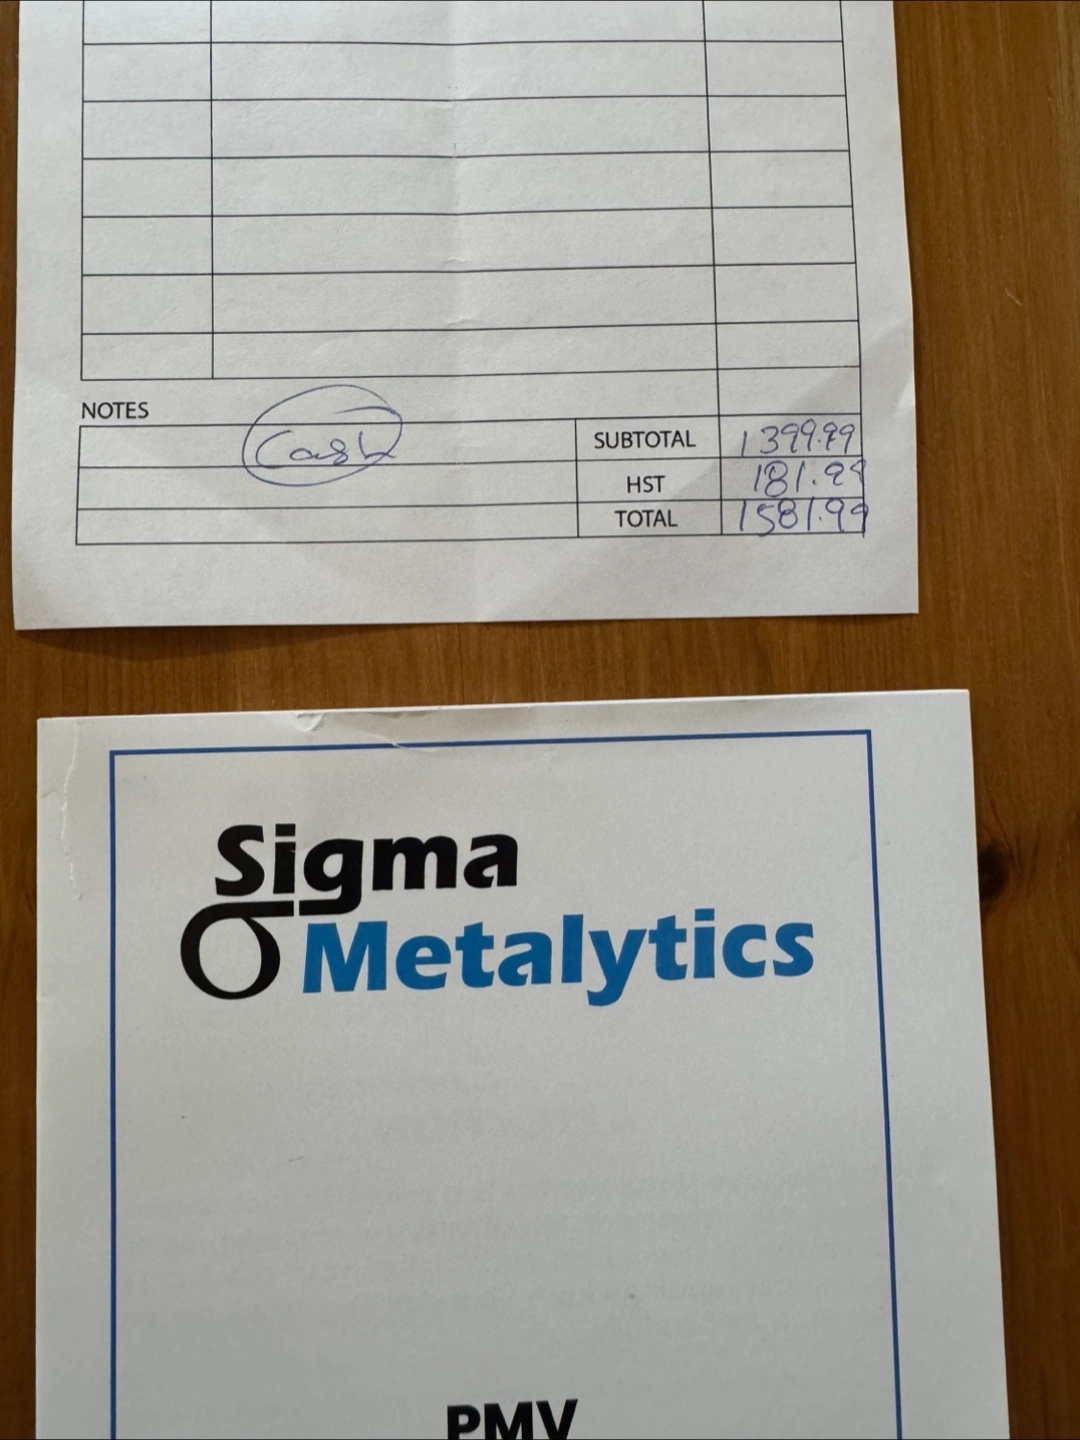 NOTES
Cash
SUBTOTAL 1399.99
HST 181.99
TOTAL 1581.99
Sigma
Metalytics
PMV